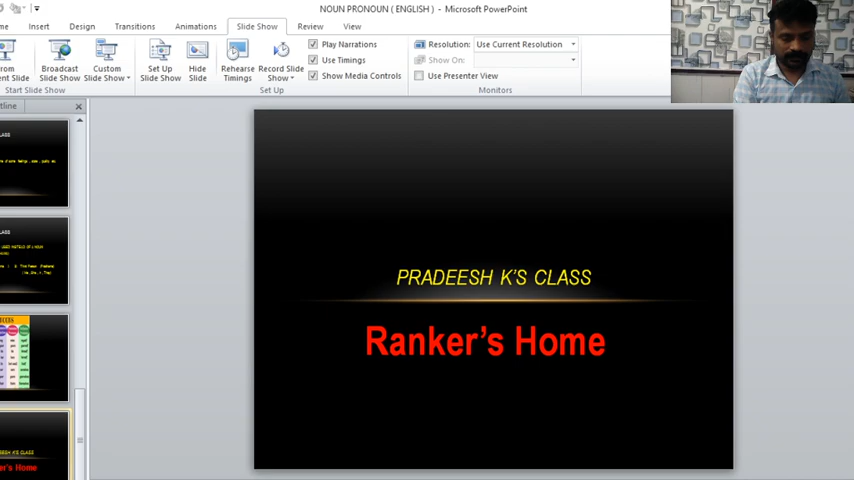 NOUN PRONOUN ( ENGLISH ) - Microsoft PowerPoint
Insert Design Transitions Animations Slide Show Review View
Broadcast Slide Show
Custom Slide Show
Set Up Slide Show
Hide Slide
Rehearse Timings
Record Slide Show
Play Narrations
Use Timings
Show Media Controls
Resolution: Use Current Resolution
Show On:
Use Presenter View
Start Slide Show Set Up Monitors
PRADEESH K'S CLASS
Ranker's Home